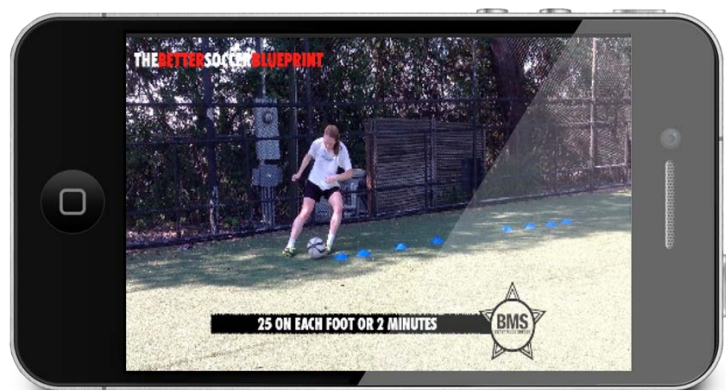 THEBETTERSOCCERBLUEPRINT
25 ON EACH FOOT OR 2 MINUTES
BMS